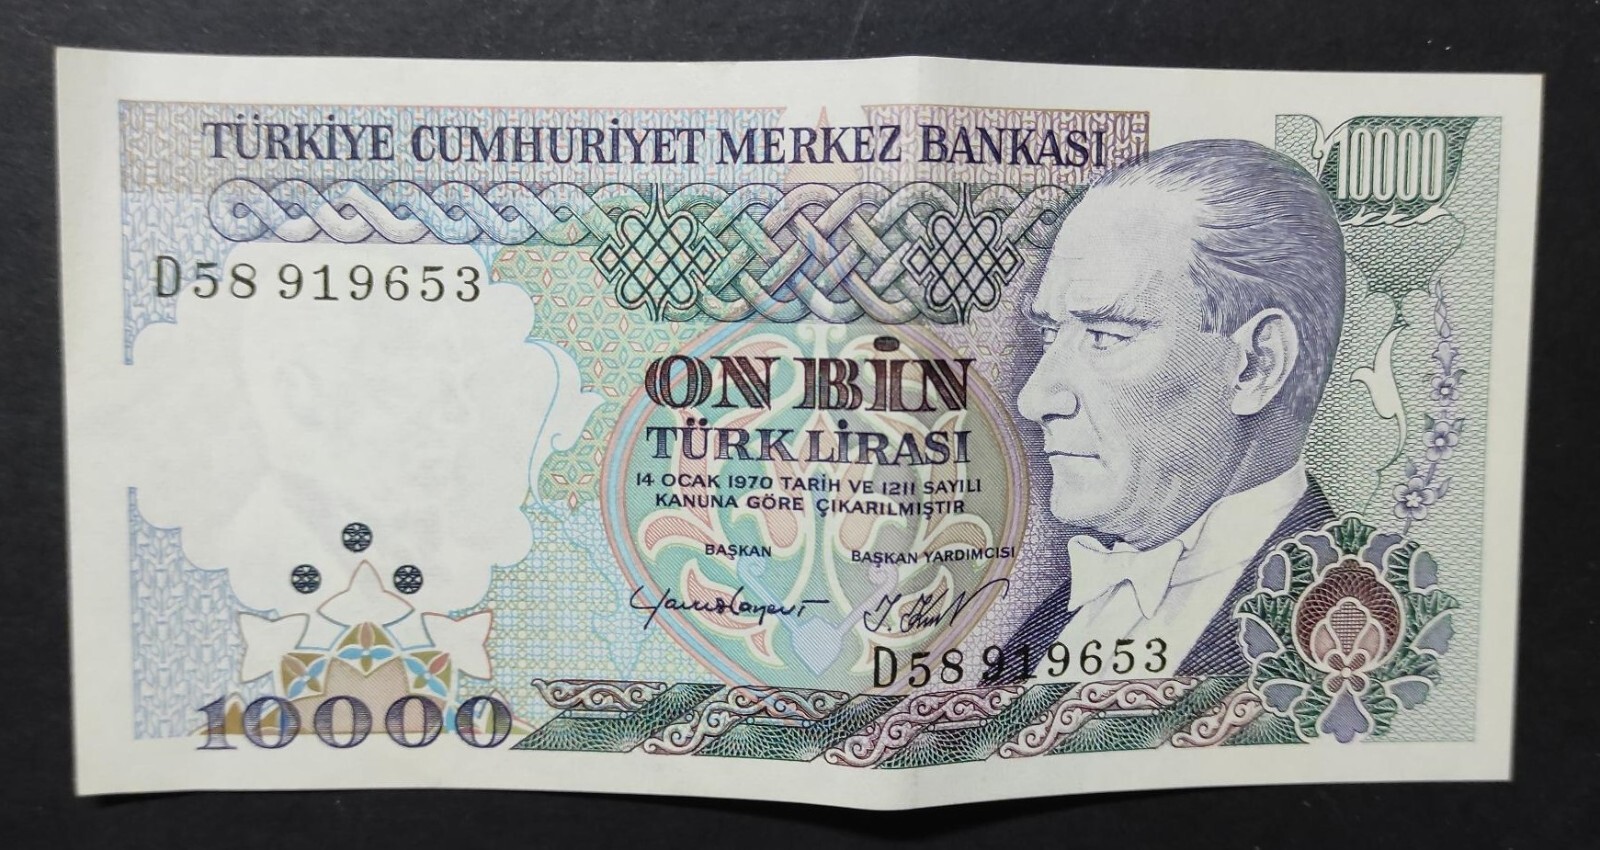 TÜRKİYE CUMHURİYET MERKEZ BANKASI
10000
D58 919653
ON BİN
TÜRK LİRASI
14 OCAK 1970 TARİH VE 1211 SAYILI
KANUNA GÖRE ÇIKARILMIŞTIR
BAŞKAN
BAŞKAN YARDIMCISI
D58 919653
10000